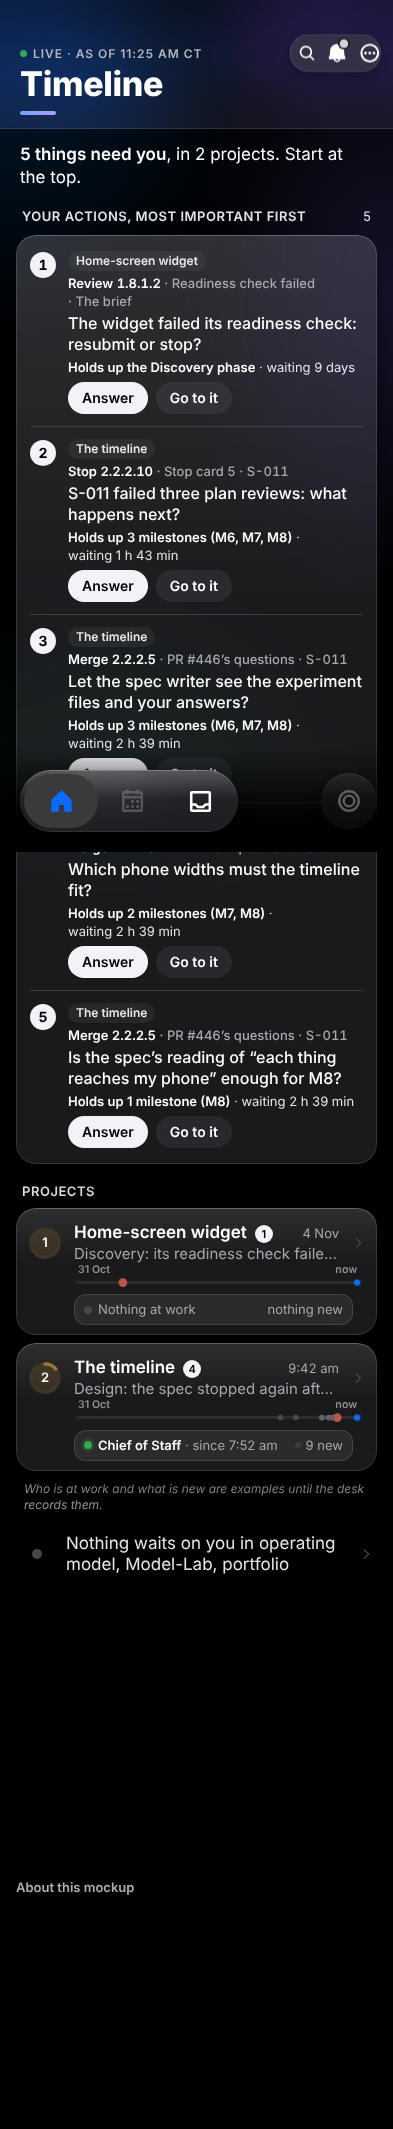 LIVE · AS OF 11:25 AM CT
Timeline
5 things need you, in 2 projects. Start at
the top.
YOUR ACTIONS, MOST IMPORTANT FIRST 5
1 Home-screen widget
Review 1.8.1.2 · Readiness check failed
· The brief
The widget failed its readiness check:
resubmit or stop?
Holds up the Discovery phase · waiting 9 days
Answer Go to it
2 The timeline
Stop 2.2.2.10 · Stop card 5 · S-011
S-011 failed three plan reviews: what
happens next?
Holds up 3 milestones (M6, M7, M8) ·
waiting 1 h 43 min
Answer Go to it
3 The timeline
Merge 2.2.2.5 · PR #446’s questions · S-011
Let the spec writer see the experiment
files and your answers?
Holds up 3 milestones (M6, M7, M8) ·
waiting 2 h 39 min
Which phone widths must the timeline
fit?
Holds up 2 milestones (M7, M8) ·
waiting 2 h 39 min
Answer Go to it
5 The timeline
Merge 2.2.2.5 · PR #446’s questions · S-011
Is the spec’s reading of “each thing
reaches my phone” enough for M8?
Holds up 1 milestone (M8) · waiting 2 h 39 min
Answer Go to it
PROJECTS
1 Home-screen widget 1 4 Nov
Discovery: its readiness check faile...
31 Oct now
Nothing at work nothing new
2 The timeline 4 9:42 am
Design: the spec stopped again aft...
31 Oct now
Chief of Staff · since 7:52 am 9 new
Who is at work and what is new are examples until the desk
records them.
Nothing waits on you in operating
model, Model-Lab, portfolio
About this mockup